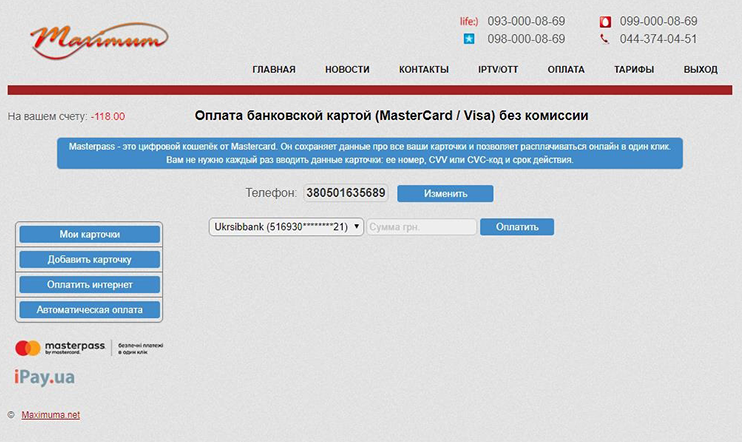 Maximum
life:) 093-000-08-69 099-000-08-69
098-000-08-69 044-374-04-51
ГЛАВНАЯ НОВОСТИ КОНТАКТЫ IPTV/OTT ОПЛАТА ТАРИФЫ ВЫХОД
На вашем счету: -118.00
Оплата банковской картой (MasterCard / Visa) без комиссии
Masterpass - это цифровой кошелёк от Mastercard. Он сохраняет данные про все ваши карточки и позволяет расплачиваться онлайн в один клик.
Вам не нужно каждый раз вводить данные карточки: ее номер, CVV или CVC-код и срок действия.
Телефон: 380501635689 Изменить
Ukrsibbank (516930********21) Сумма грн. Оплатить
Мои карточки
Добавить карточку
Оплатить интернет
Автоматическая оплата
masterpass
by mastercard.
безпечні платежі
в один клік
iPay.ua
© Maximuma.net